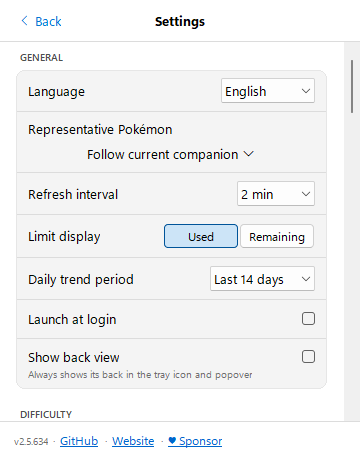 Back
Settings
GENERAL
Language
English
Representative Pokémon
Follow current companion
Refresh interval
2 min
Limit display
Used
Remaining
Daily trend period
Last 14 days
Launch at login
Show back view
Always shows its back in the tray icon and popover
DIFFICULTY
v2.5.634 · GitHub · Website · ♥ Sponsor